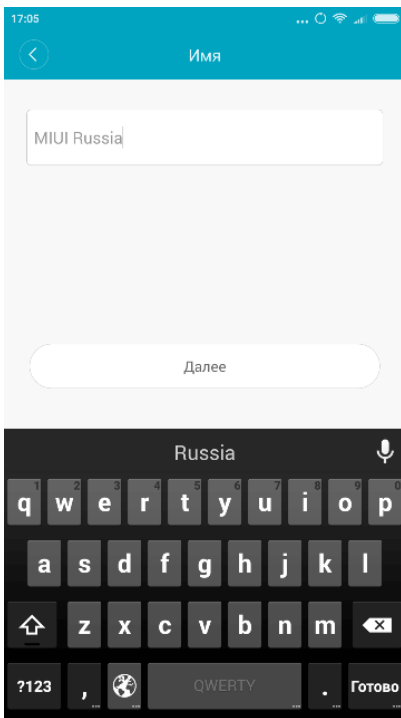 17:05
Имя
MIUI Russia
Далее
Russia
1 2 3 4 5 6 7 8 9 0
q w e r t y u i o p
a s d f g h j k l
z x c v b n m
?123 , QWERTY . Готово